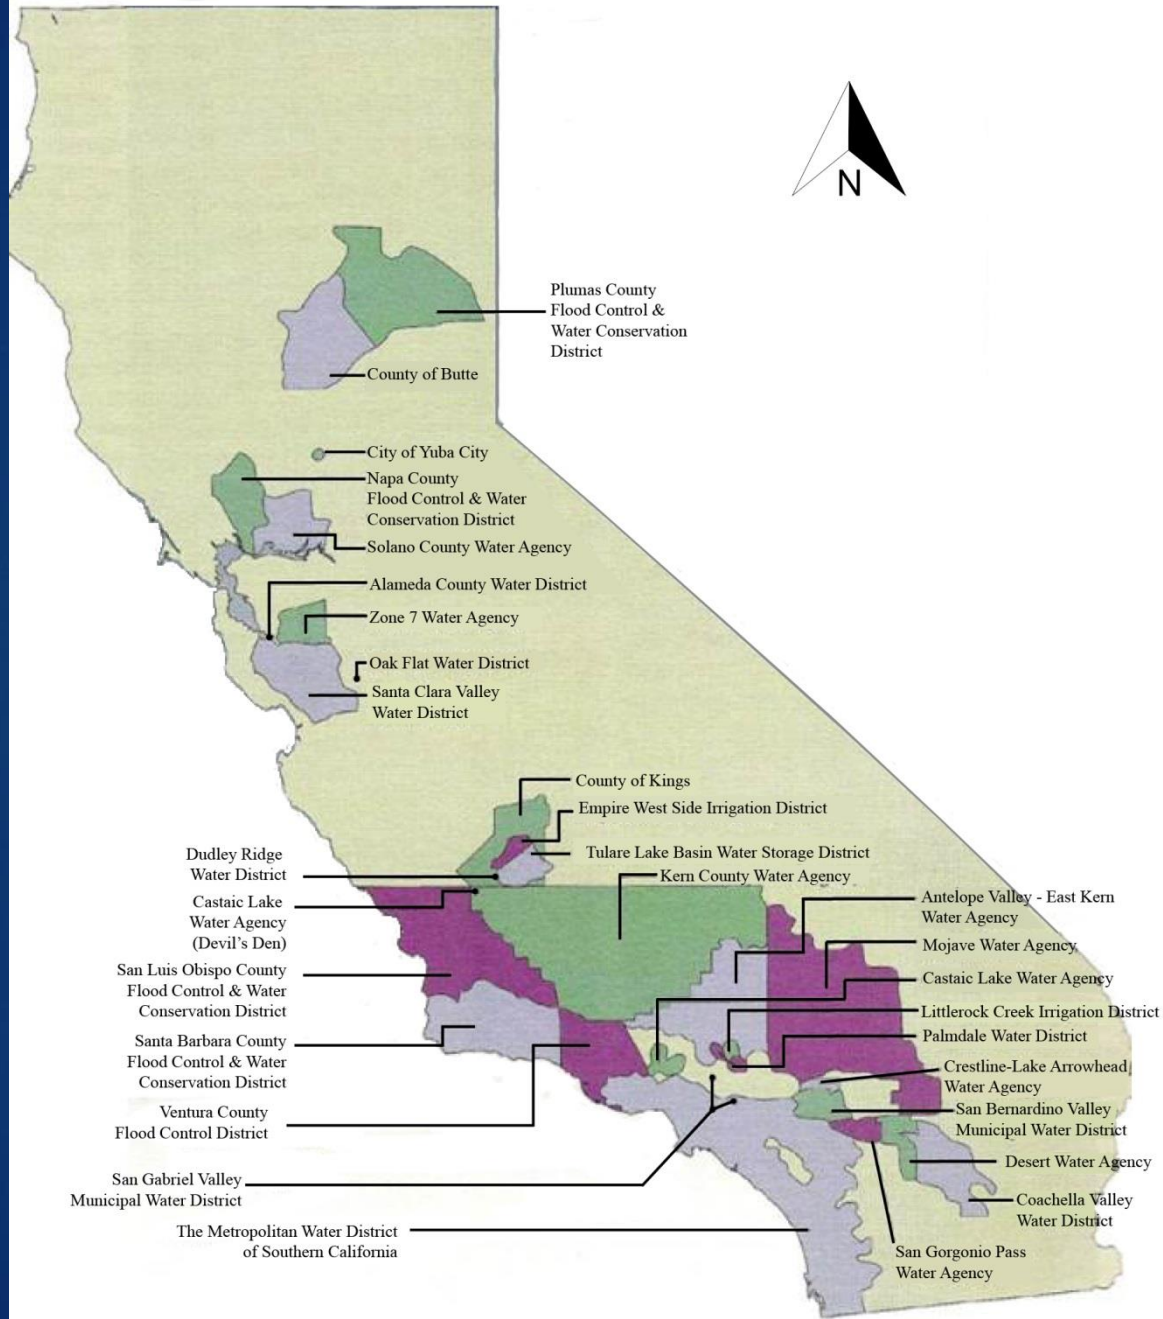 N
Plumas County
Flood Control &
Water Conservation
District
County of Butte
City of Yuba City
Napa County
Flood Control & Water
Conservation District
Solano County Water Agency
Alameda County Water District
Zone 7 Water Agency
Oak Flat Water District
Santa Clara Valley
Water District
County of Kings
Empire West Side Irrigation District
Tulare Lake Basin Water Storage District
Kern County Water Agency
Dudley Ridge
Water District
Castaic Lake
Water Agency
(Devil's Den)
San Luis Obispo County
Flood Control & Water
Conservation District
Santa Barbara County
Flood Control & Water
Conservation District
Ventura County
Flood Control District
San Gabriel Valley
Municipal Water District
The Metropolitan Water District
of Southern California
Antelope Valley - East Kern
Water Agency
Mojave Water Agency
Castaic Lake Water Agency
Littlerock Creek Irrigation District
Palmdale Water District
Crestline-Lake Arrowhead
Water Agency
San Bernardino Valley
Municipal Water District
Desert Water Agency
Coachella Valley
Water District
San Gorgonio Pass
Water Agency